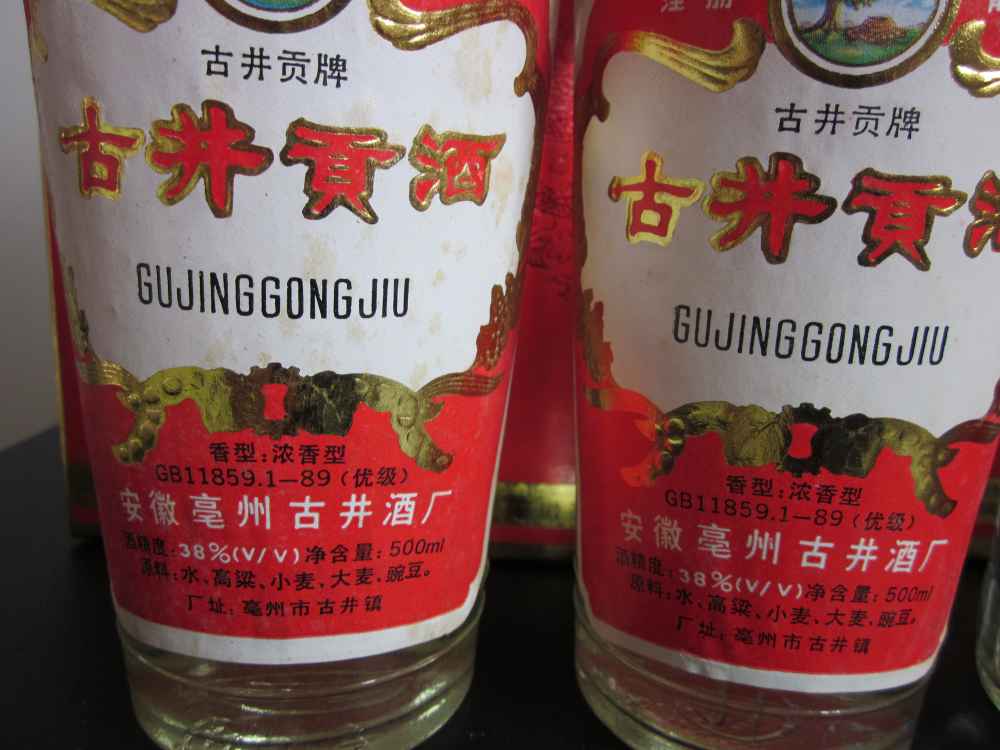 古井贡牌
古井贡酒
GUJINGGONGJIU
香型:浓香型
GB11859.1—89(优级)
安徽亳州古井酒厂
酒精度:38%(V/V)净含量:500ml
原料:水、高粱、小麦、大麦、豌豆。
厂址:亳州市古井镇
古井贡牌
古井贡酒
GUJINGGONGJIU
香型:浓香型
GB11859.1—89(优级)
安徽亳州古井酒厂
酒精度:38%(V/V)净含量:500ml
原料:水、高粱、小麦、大麦、豌豆。
厂址:亳州市古井镇